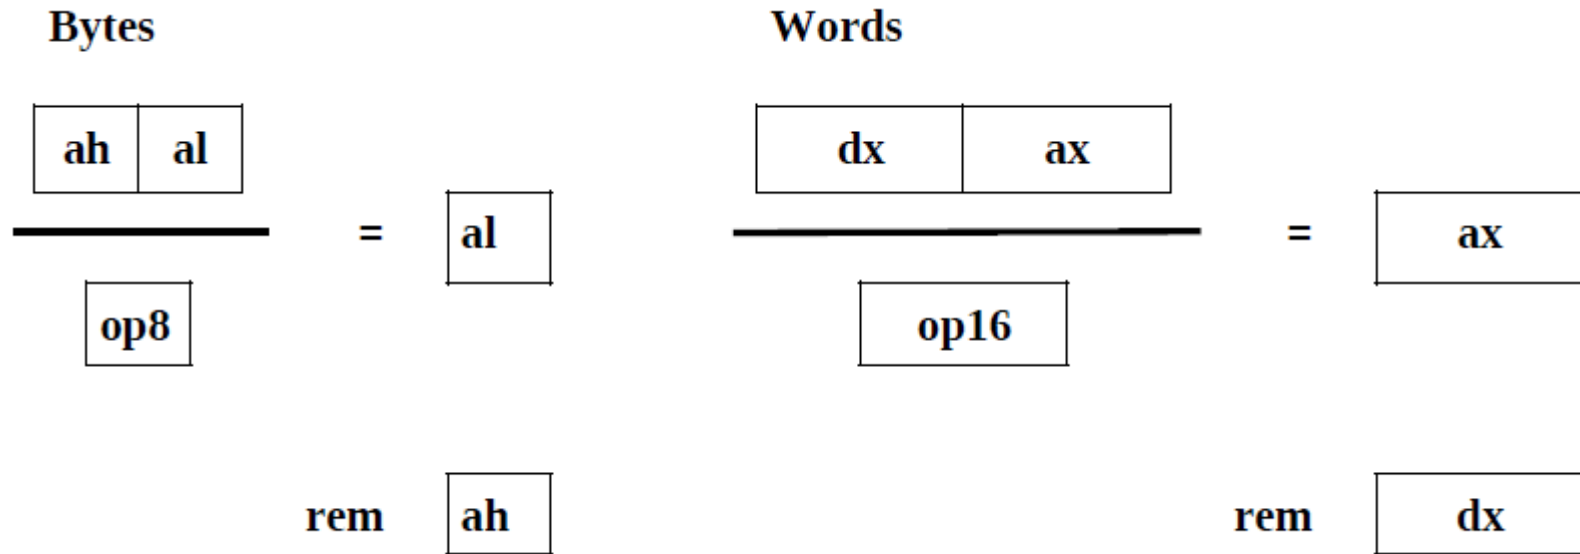 Bytes
Words
ah al
dx ax
= al
= ax
op8
op16
rem ah
rem dx